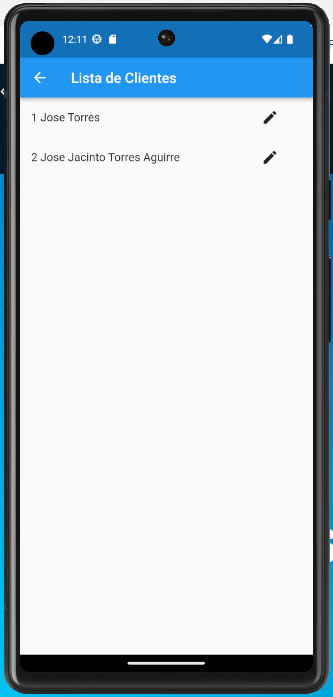 12:11
Lista de Clientes
1 Jose Torres
2 Jose Jacinto Torres Aguirre